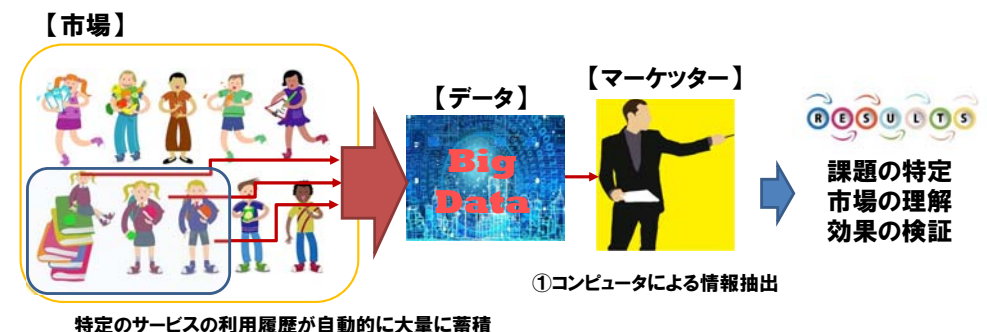 【市場】
【データ】
【マーケッター】
Big
Data
RESULTS
課題の特定
市場の理解
効果の検証
①コンピュータによる情報抽出
特定のサービスの利用履歴が自動的に大量に蓄積